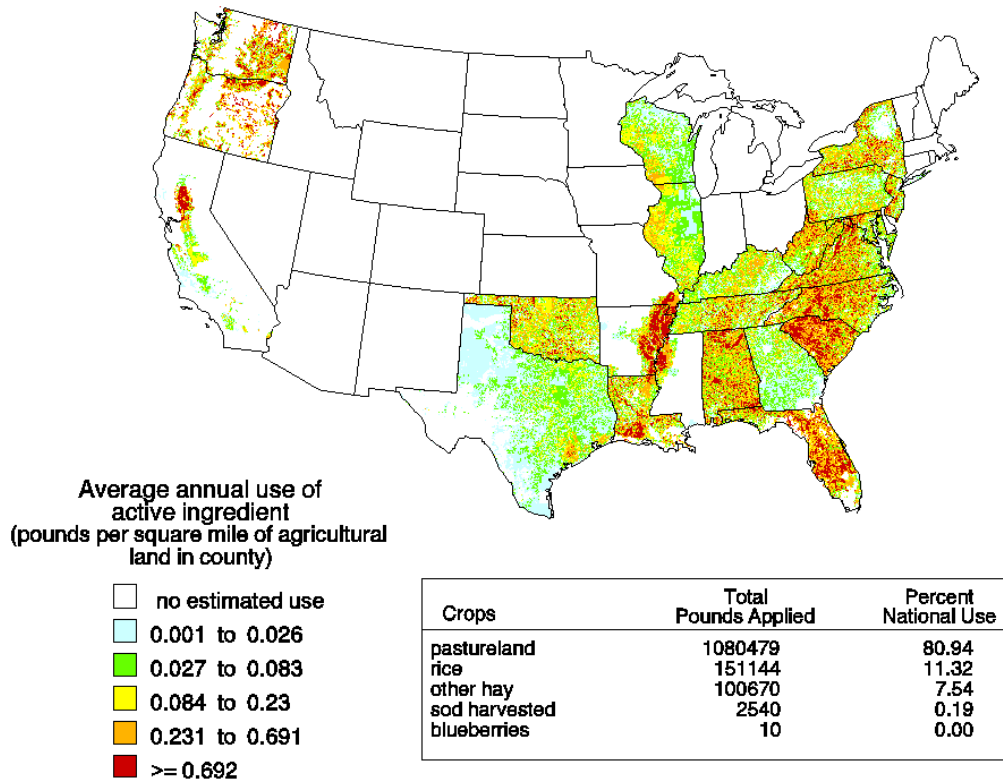 Average annual use of
active ingredient
(pounds per square mile of agricultural
land in county)
no estimated use
0.001 to 0.026
0.027 to 0.083
0.084 to 0.23
0.231 to 0.691
>= 0.692
Crops Total Pounds Applied Percent National Use
pastureland 1080479 80.94
rice 151144 11.32
other hay 100670 7.54
sod harvested 2540 0.19
blueberries 10 0.00